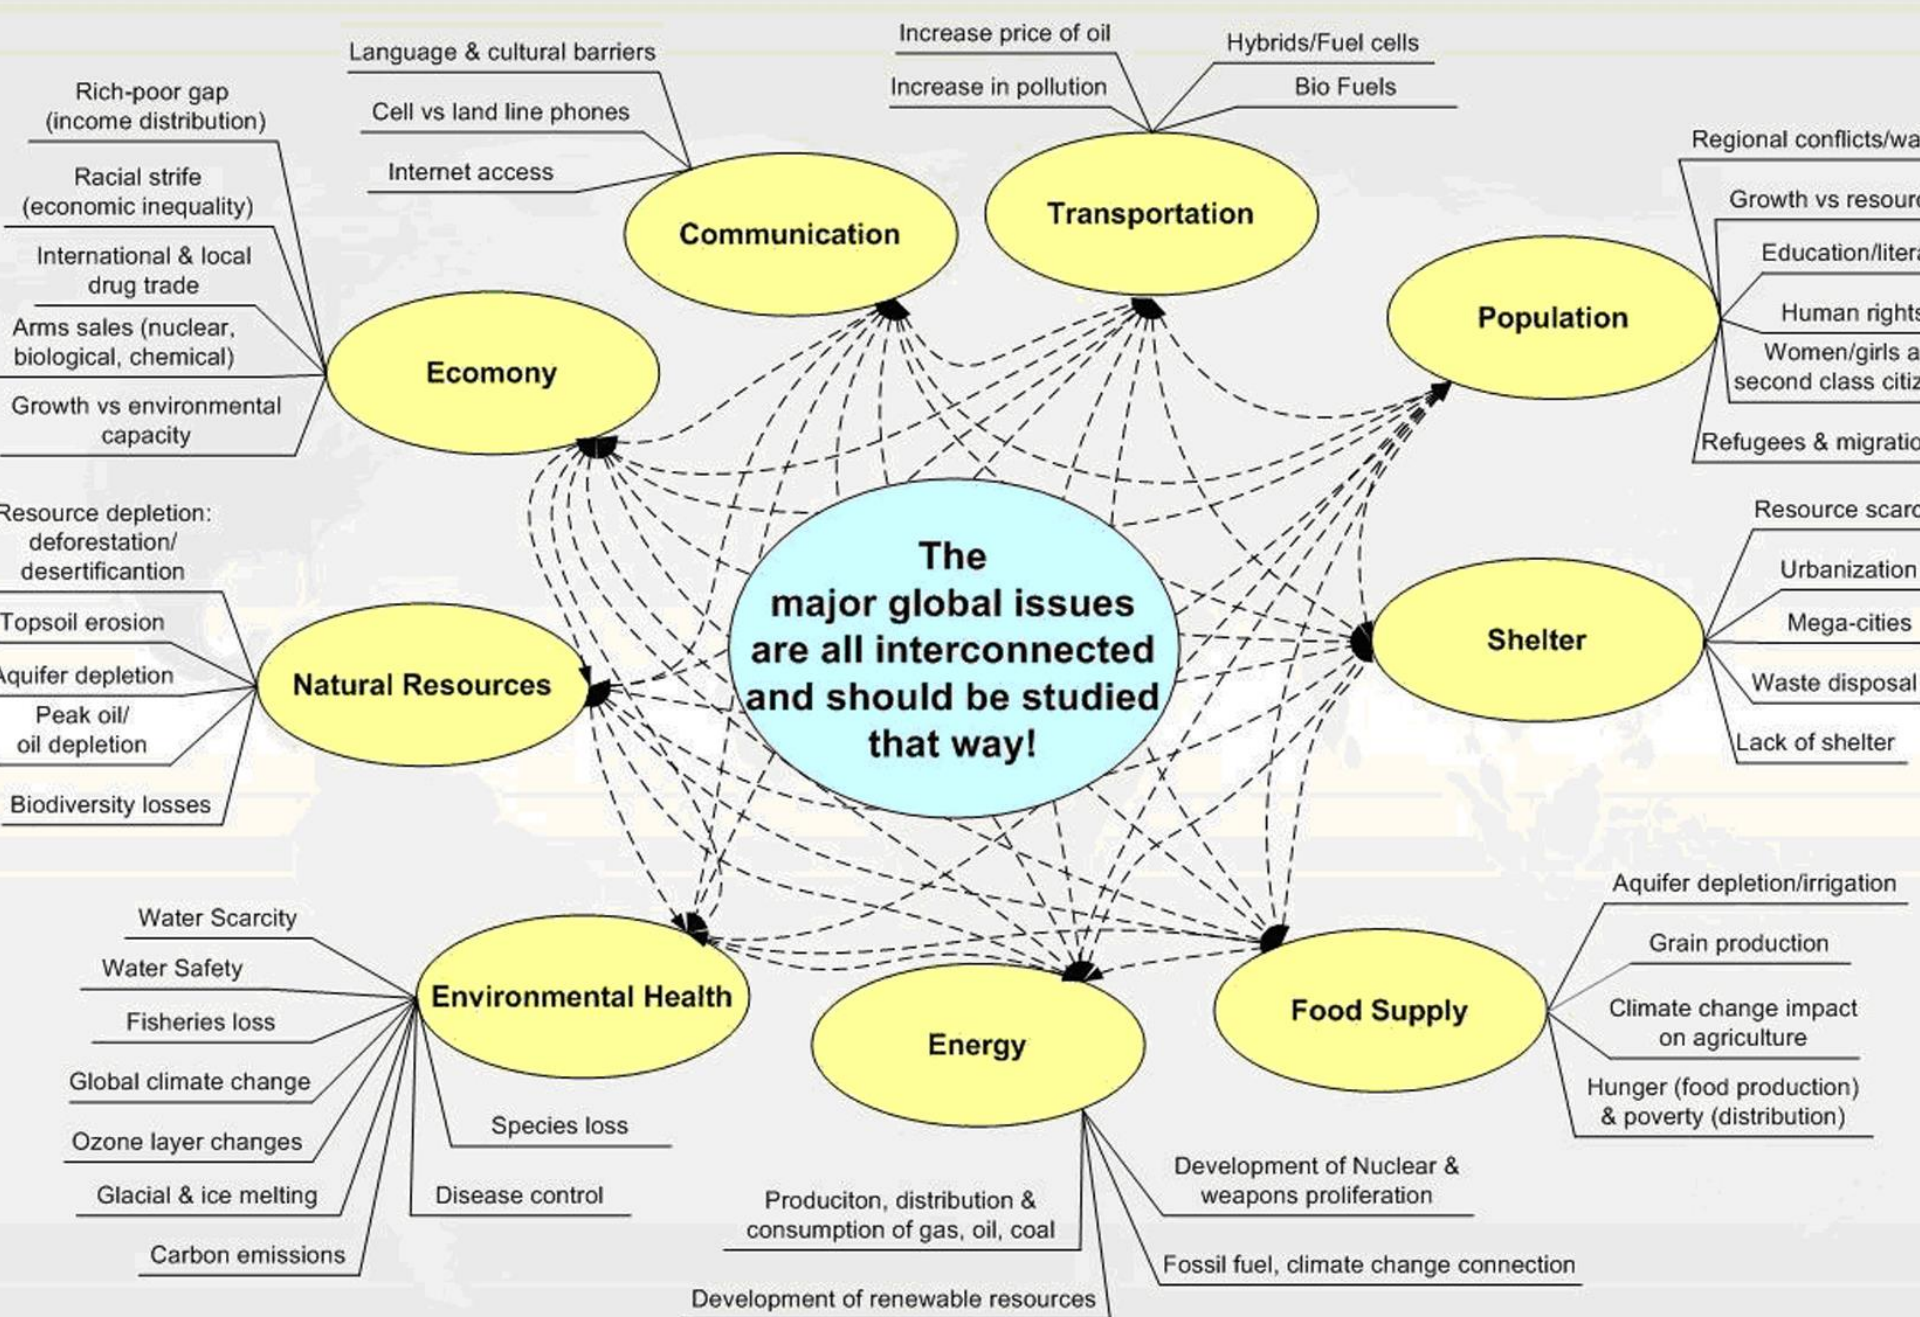 Language & cultural barriers
Cell vs land line phones
Internet access
Communication
Increase price of oil
Increase in pollution
Hybrids/Fuel cells
Bio Fuels
Transportation
Rich-poor gap
(income distribution)
Racial strife
(economic inequality)
International & local
drug trade
Arms sales (nuclear,
biological, chemical)
Growth vs environmental
capacity
Ecomony
Regional conflicts/wa
Growth vs resourc
Education/litera
Human rights
Women/girls a
second class citiz
Refugees & migratio
Population
The
major global issues
are all interconnected
and should be studied
that way!
Resource depletion:
deforestation/
desertificantion
Topsoil erosion
Aquifer depletion
Peak oil/
oil depletion
Biodiversity losses
Natural Resources
Resource scarc
Urbanization
Mega-cities
Waste disposal
Lack of shelter
Shelter
Water Scarcity
Water Safety
Fisheries loss
Global climate change
Ozone layer changes
Glacial & ice melting
Carbon emissions
Species loss
Disease control
Environmental Health
Energy
Produciton, distribution &
consumption of gas, oil, coal
Development of renewable resources
Development of Nuclear &
weapons proliferation
Fossil fuel, climate change connection
Food Supply
Aquifer depletion/irrigation
Grain production
Climate change impact
on agriculture
Hunger (food production)
& poverty (distribution)